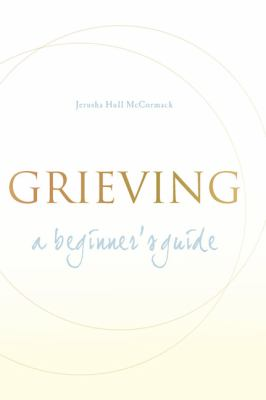 Jerusha Hull McCormack
GRIEVING
a beginner's guide